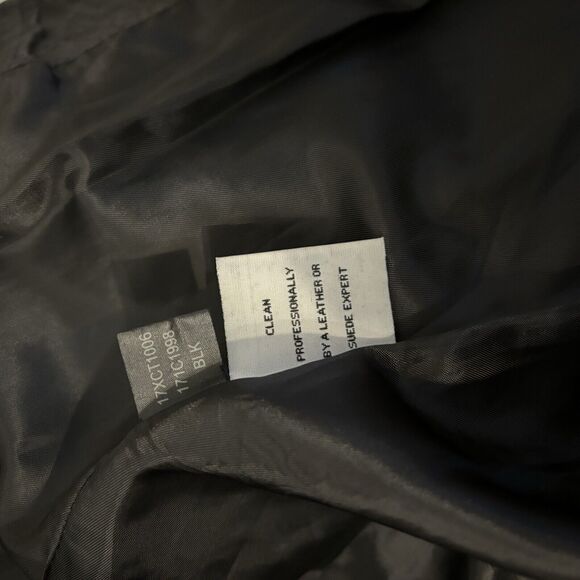 CLEAN
PROFESSIONALLY
BY A LEATHER OR
SUEDE EXPERT
17XCT1006
171C1998
BLK